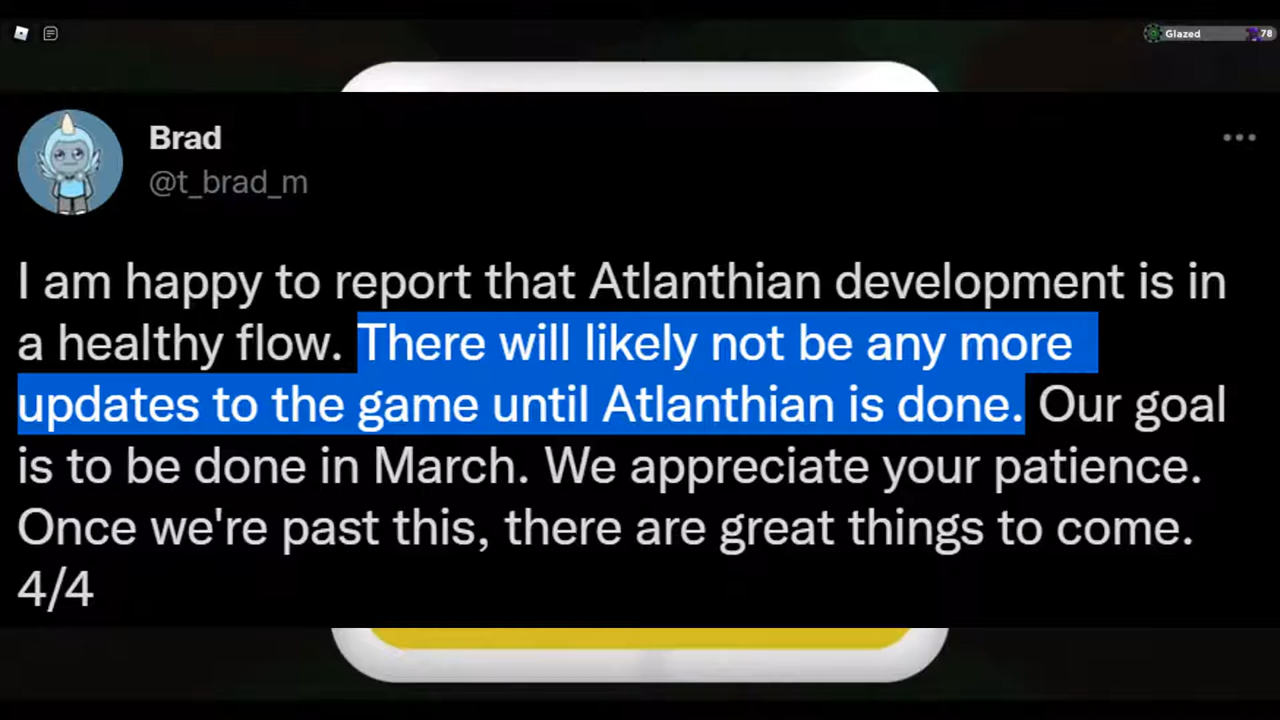 Glazed 78
Brad
@t_brad_m
I am happy to report that Atlanthian development is in
a healthy flow. There will likely not be any more
updates to the game until Atlanthian is done. Our goal
is to be done in March. We appreciate your patience.
Once we're past this, there are great things to come.
4/4